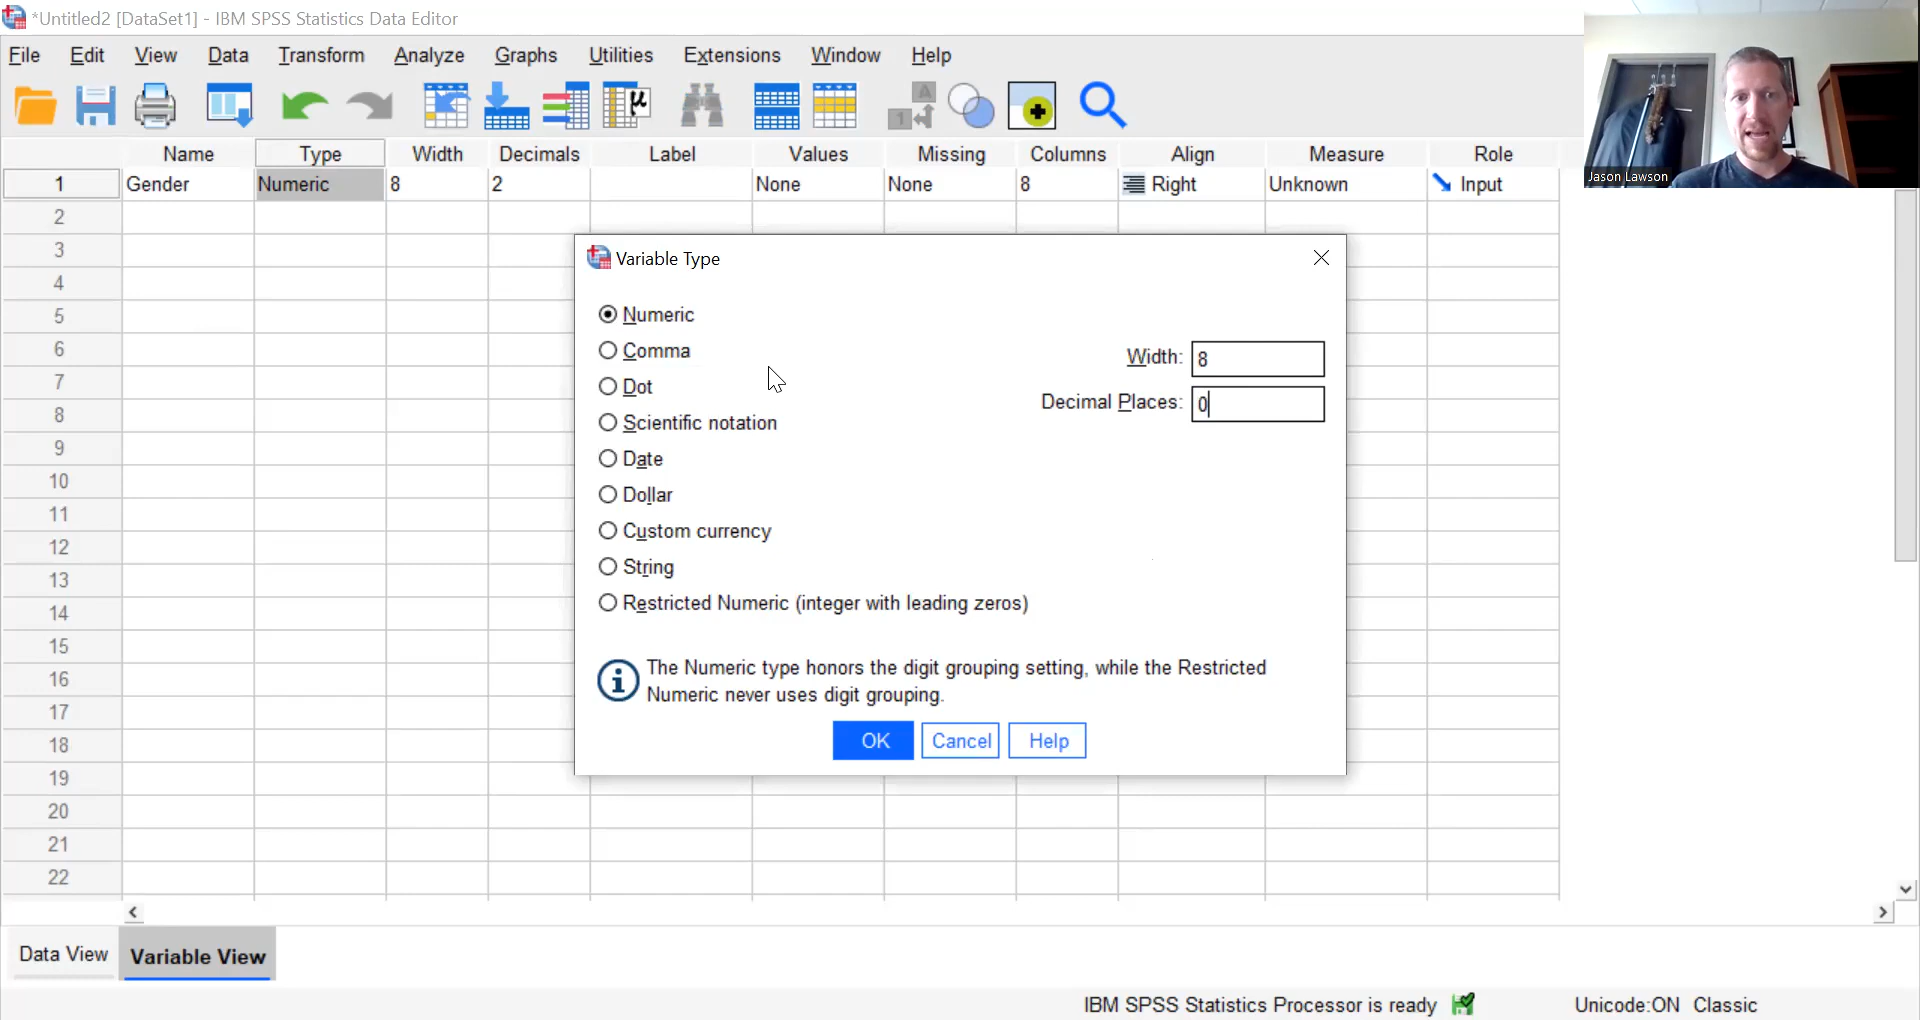 *Untitled2 [DataSet1] - IBM SPSS Statistics Data Editor
File Edit View Data Transform Analyze Graphs Utilities Extensions Window Help
Name Type Width Decimals Label Values Missing Columns Align Measure Role
1 Gender Numeric 8 2 None None 8 Right Unknown Input
Jason Lawson
2
3
4
5
6
7
8
9
10
11
12
13
14
15
16
17
18
19
20
21
22
Variable Type
Numeric
Comma
Dot
Scientific notation
Date
Dollar
Custom currency
String
Restricted Numeric (integer with leading zeros)
Width: 8
Decimal Places: 0
The Numeric type honors the digit grouping setting, while the Restricted
Numeric never uses digit grouping.
OK Cancel Help
Data View Variable View
IBM SPSS Statistics Processor is ready Unicode:ON Classic